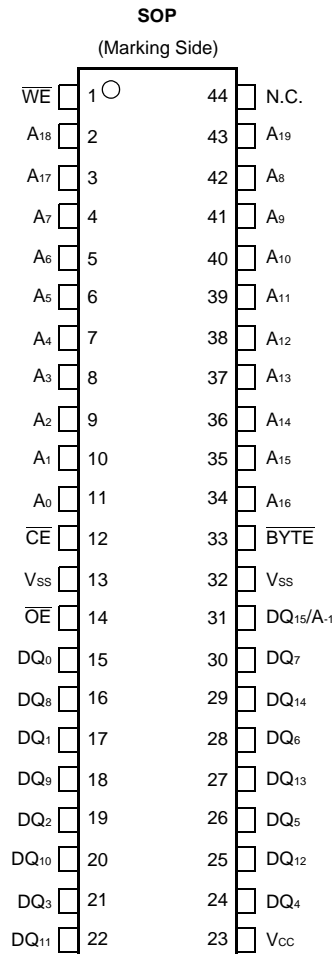 SOP
(Marking Side)
WE 1 44 N.C.
A18 2 43 A19
A17 3 42 A8
A7 4 41 A9
A6 5 40 A10
A5 6 39 A11
A4 7 38 A12
A3 8 37 A13
A2 9 36 A14
A1 10 35 A15
A0 11 34 A16
CE 12 33 BYTE
VSS 13 32 VSS
OE 14 31 DQ15/A-1
DQ0 15 30 DQ7
DQ8 16 29 DQ14
DQ1 17 28 DQ6
DQ9 18 27 DQ13
DQ2 19 26 DQ5
DQ10 20 25 DQ12
DQ3 21 24 DQ4
DQ11 22 23 VCC